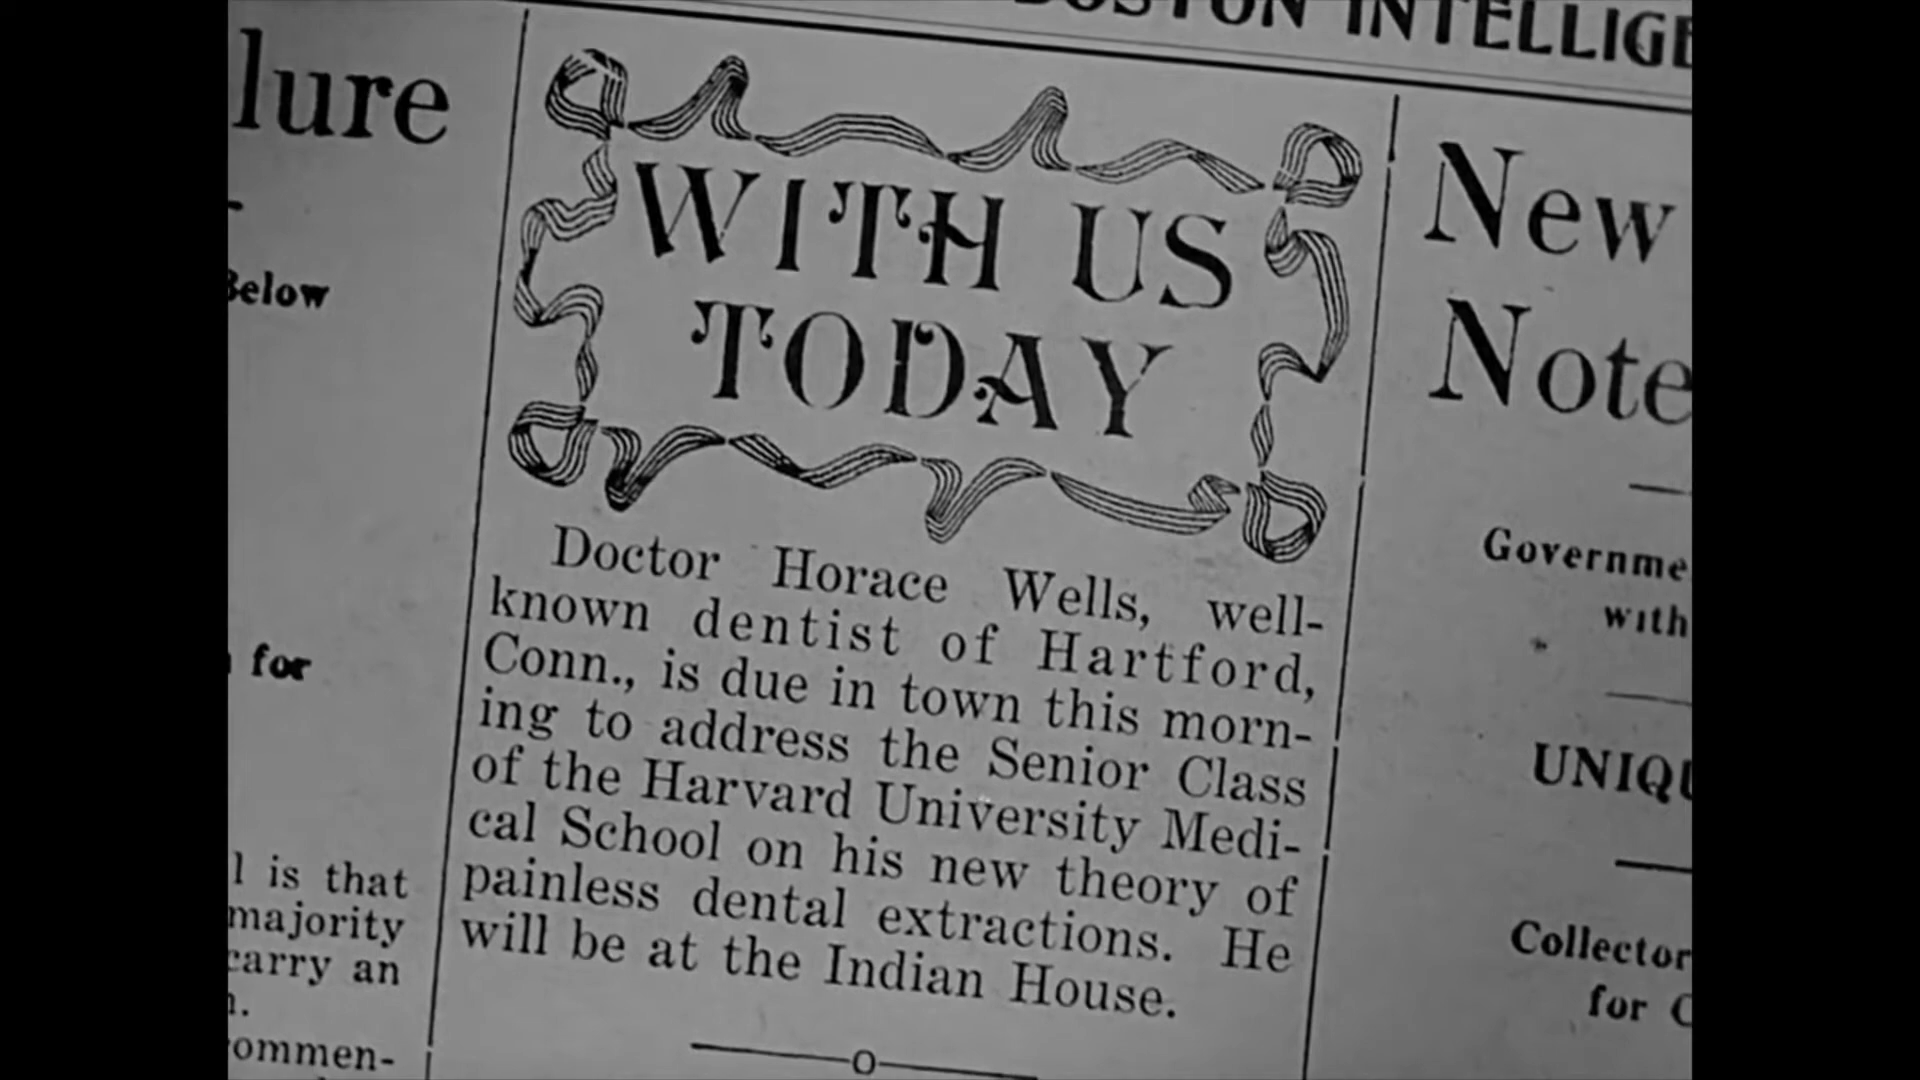 BOSTON INTELLIG
lure
Below
for
l is that
majority
carry an
commen-
WITH US
TODAY
Doctor Horace Wells, well-
known dentist of Hartford,
Conn., is due in town this morn-
ing to address the Senior Class
of the Harvard University Medi-
cal School on his new theory of
painless dental extractions. He
will be at the Indian House.
New
Note
Governme
with
UNIQU
Collector
for C